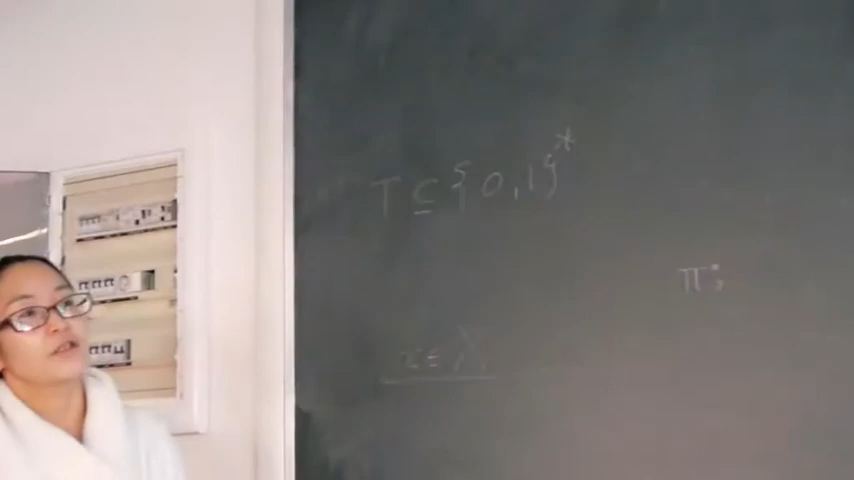 T ⊆ {0,1}*
π;
x ∈ λ